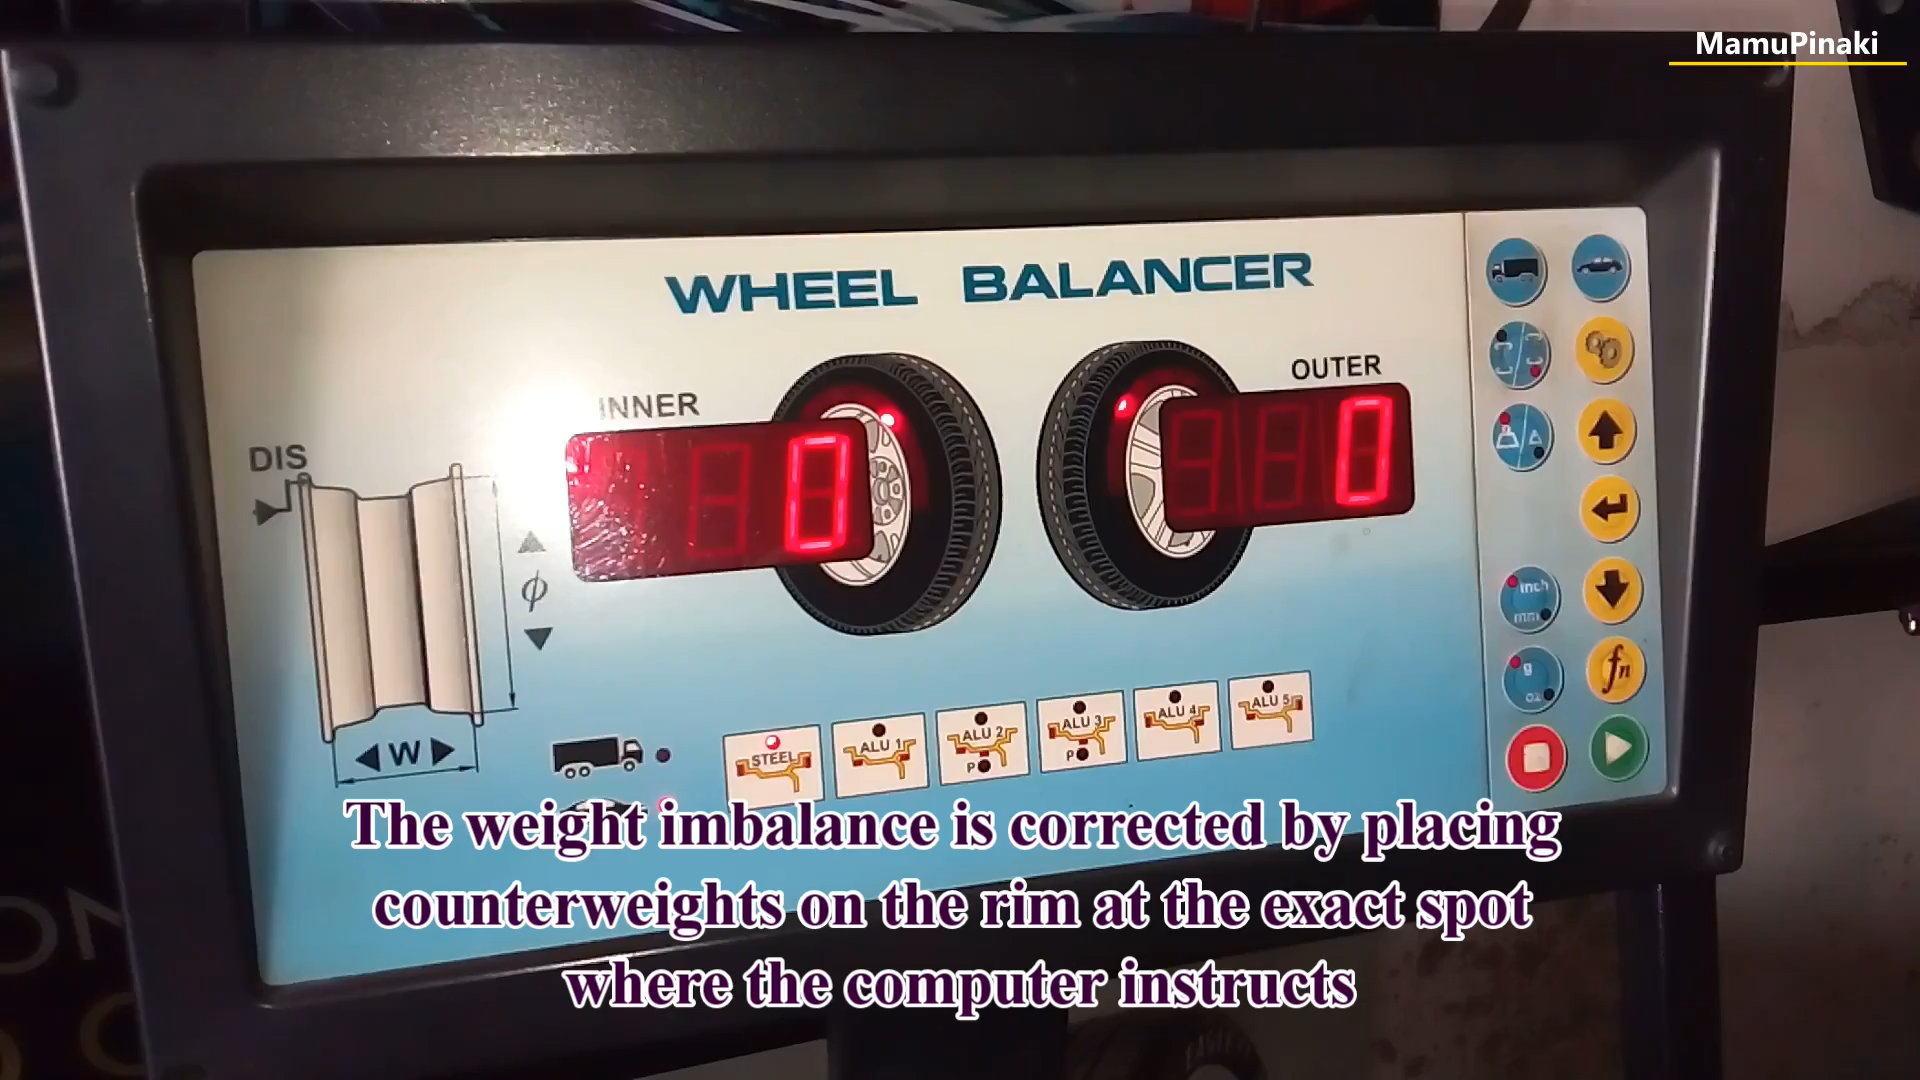 MamuPinaki
WHEEL BALANCER
INNER
OUTER
DIS
0
0
ϕ
W
STEEL
ALU 1
ALU 2
P
ALU 3
P
ALU 4
ALU 5
inch
mm
g
oz
fn
The weight imbalance is corrected by placing
counterweights on the rim at the exact spot
where the computer instructs